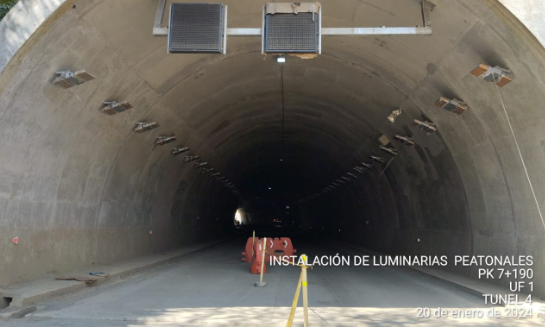 INSTALACIÓN DE LUMINARIAS PEATONALES
PK 7+190
UF 1
TUNEL 4
20 de enero de 2024